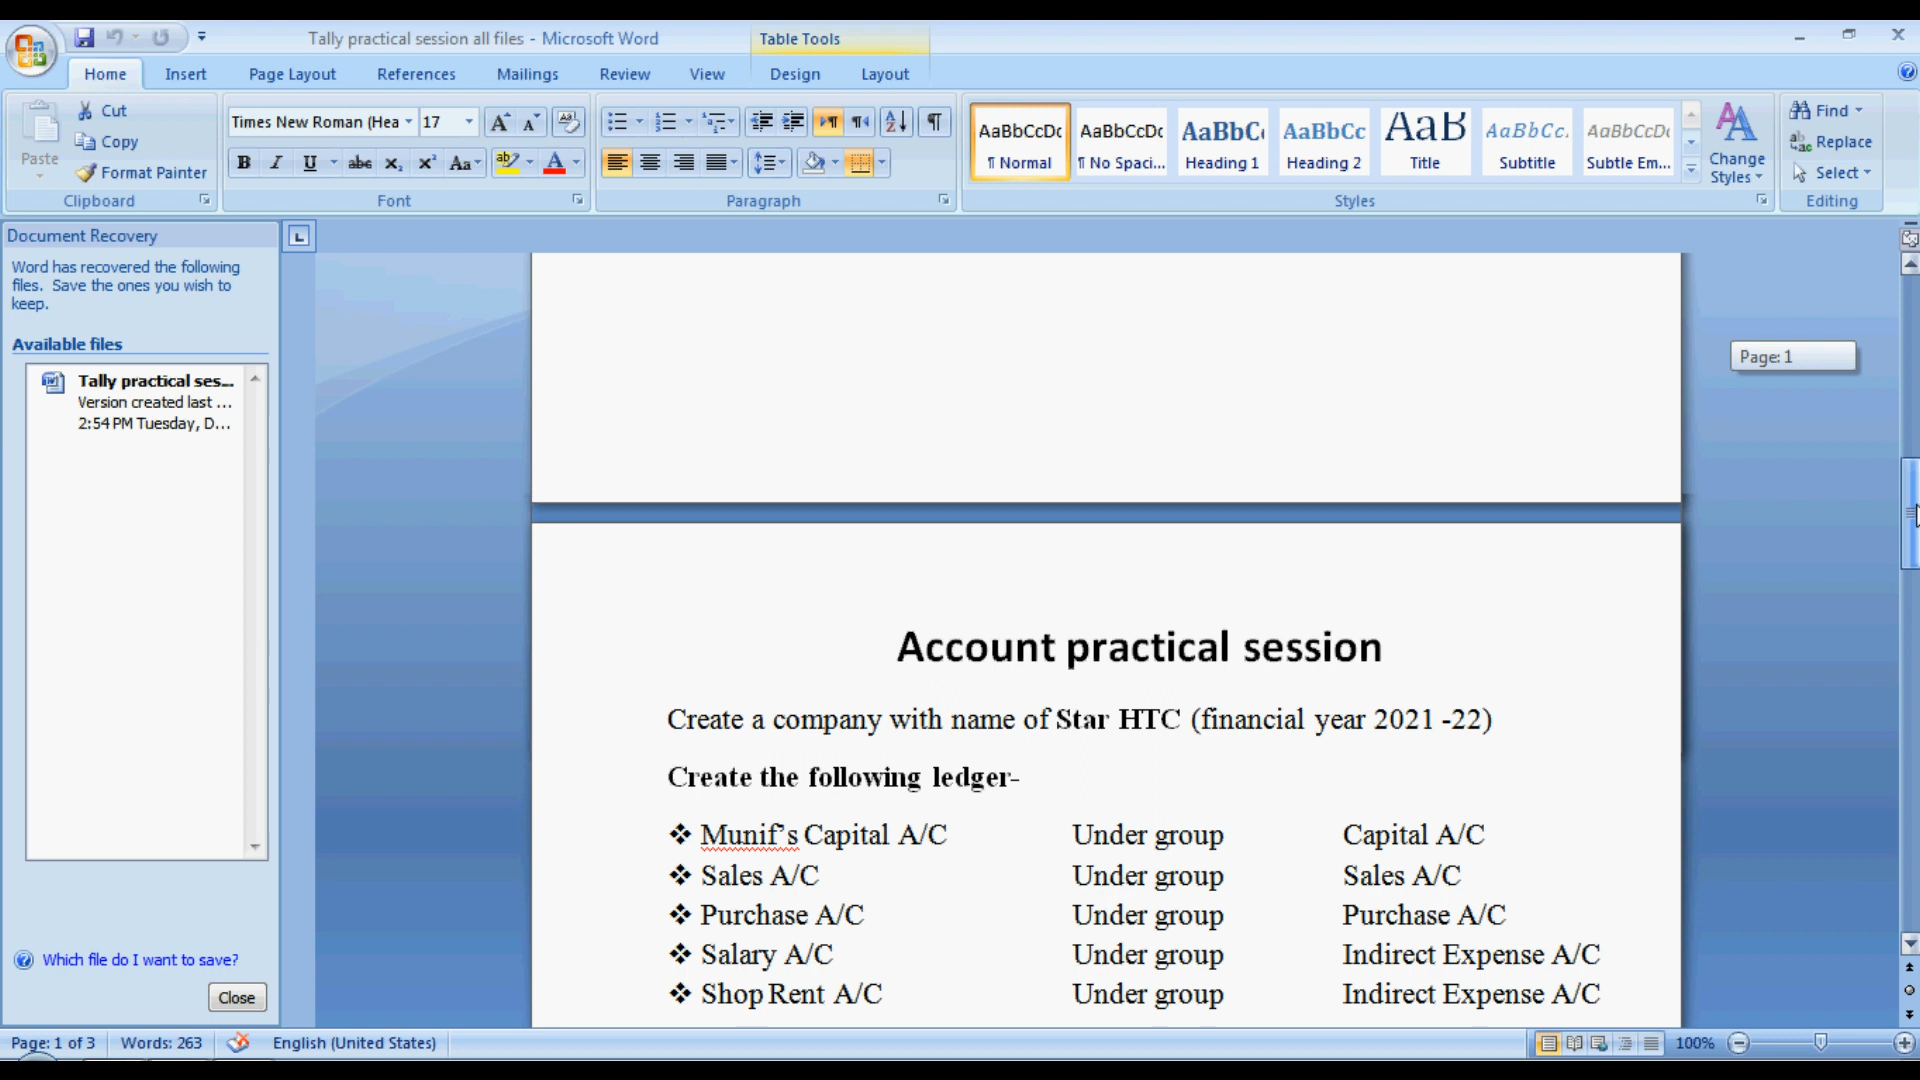 Tally practical session all files - Microsoft Word
Table Tools
Home Insert Page Layout References Mailings Review View Design Layout
Paste
Cut
Copy
Format Painter
Clipboard
Times New Roman (Hea 17
Font
Paragraph
AaBbCcDc AaBbCcDc AaBbC AaBbCc AaB AaBbCc. AaBbCcDc
¶ Normal ¶ No Spaci... Heading 1 Heading 2 Title Subtitle Subtle Em...
Change Styles
Styles
Find
Replace
Select
Editing
Document Recovery
Word has recovered the following
files. Save the ones you wish to
keep.
Available files
Tally practical ses...
Version created last ...
2:54 PM Tuesday, D...
Which file do I want to save?
Close
Page: 1
Account practical session
Create a company with name of Star HTC (financial year 2021 -22)
Create the following ledger-
❖ Munif's Capital A/C Under group Capital A/C
❖ Sales A/C Under group Sales A/C
❖ Purchase A/C Under group Purchase A/C
❖ Salary A/C Under group Indirect Expense A/C
❖ Shop Rent A/C Under group Indirect Expense A/C
Page: 1 of 3 Words: 263 English (United States) 100%